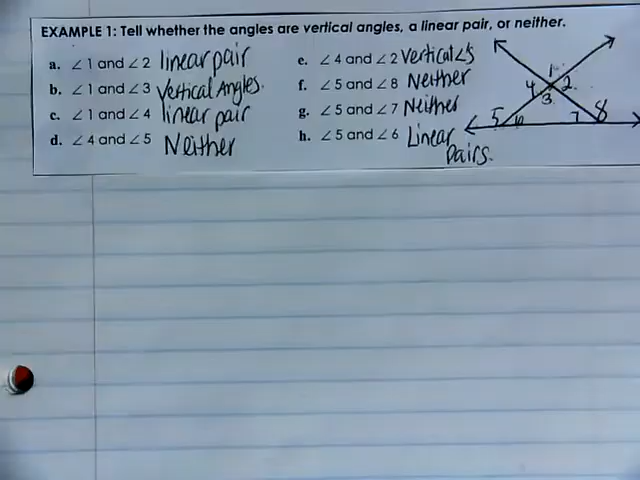 EXAMPLE 1: Tell whether the angles are vertical angles, a linear pair, or neither.
a. ∠1 and ∠2 linear pair
b. ∠1 and ∠3 Vertical Angles.
c. ∠1 and ∠4 linear pair
d. ∠4 and ∠5 Neither
e. ∠4 and ∠2 Vertical ∠s
f. ∠5 and ∠8 Neither
g. ∠5 and ∠7 Neither
h. ∠5 and ∠6 Linear
Pairs.
1
4 2
3
5 6 7 8